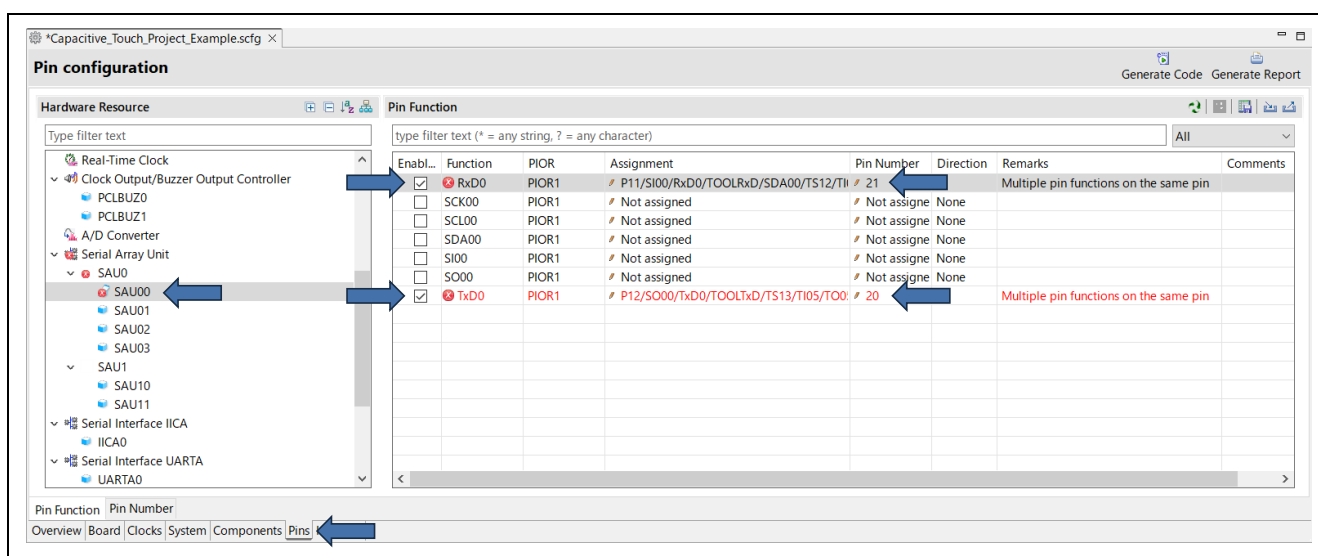 *Capacitive_Touch_Project_Example.scfg
Pin configuration
Generate Code Generate Report
Hardware Resource
Type filter text
Real-Time Clock
Clock Output/Buzzer Output Controller
PCLBUZ0
PCLBUZ1
A/D Converter
Serial Array Unit
SAU0
SAU00
SAU01
SAU02
SAU03
SAU1
SAU10
SAU11
Serial Interface IICA
IICA0
Serial Interface UARTA
UARTA0
Pin Function
type filter text (* = any string, ? = any character)
All
Enabl... Function PIOR Assignment Pin Number Direction Remarks Comments
RxD0 PIOR1 P11/SI00/RxD0/TOOLRxD/SDA00/TS12/TI 21 Multiple pin functions on the same pin
SCK00 PIOR1 Not assigned Not assigne None
SCL00 PIOR1 Not assigned Not assigne None
SDA00 PIOR1 Not assigned Not assigne None
SI00 PIOR1 Not assigned Not assigne None
SO00 PIOR1 Not assigned Not assigne None
TxD0 PIOR1 P12/SO00/TxD0/TOOLTxD/TS13/TI05/TO0 20 Multiple pin functions on the same pin
Pin Function Pin Number
Overview Board Clocks System Components Pins